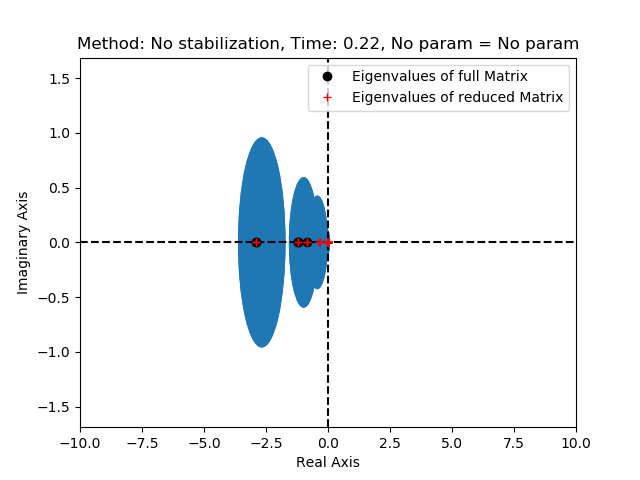 Method: No stabilization, Time: 0.22, No param = No param
Eigenvalues of full Matrix
Eigenvalues of reduced Matrix
Imaginary Axis
1.5
1.0
0.5
0.0
−0.5
−1.0
−1.5
−10.0 −7.5 −5.0 −2.5 0.0 2.5 5.0 7.5 10.0
Real Axis